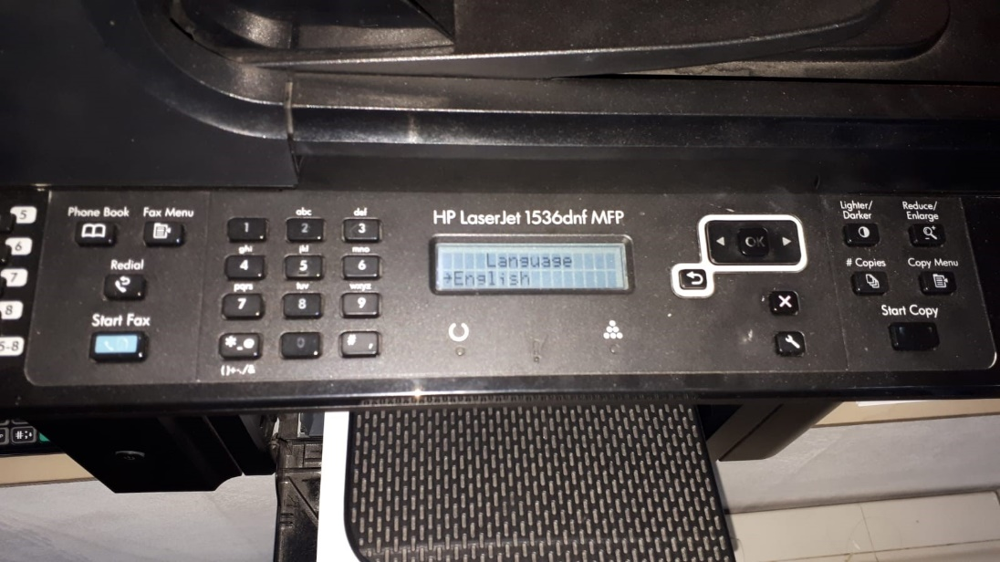 5
6
7
8
5-8
Phone Book
Fax Menu
Redial
Start Fax
1
abc
2
def
3
ghi
4
jkl
5
mno
6
pqrs
7
tuv
8
wxyz
9
*_@
0
# ,
HP LaserJet 1536dnf MFP
Language
→English
OK
Lighter/
Darker
Reduce/
Enlarge
# Copies
Copy Menu
Start Copy